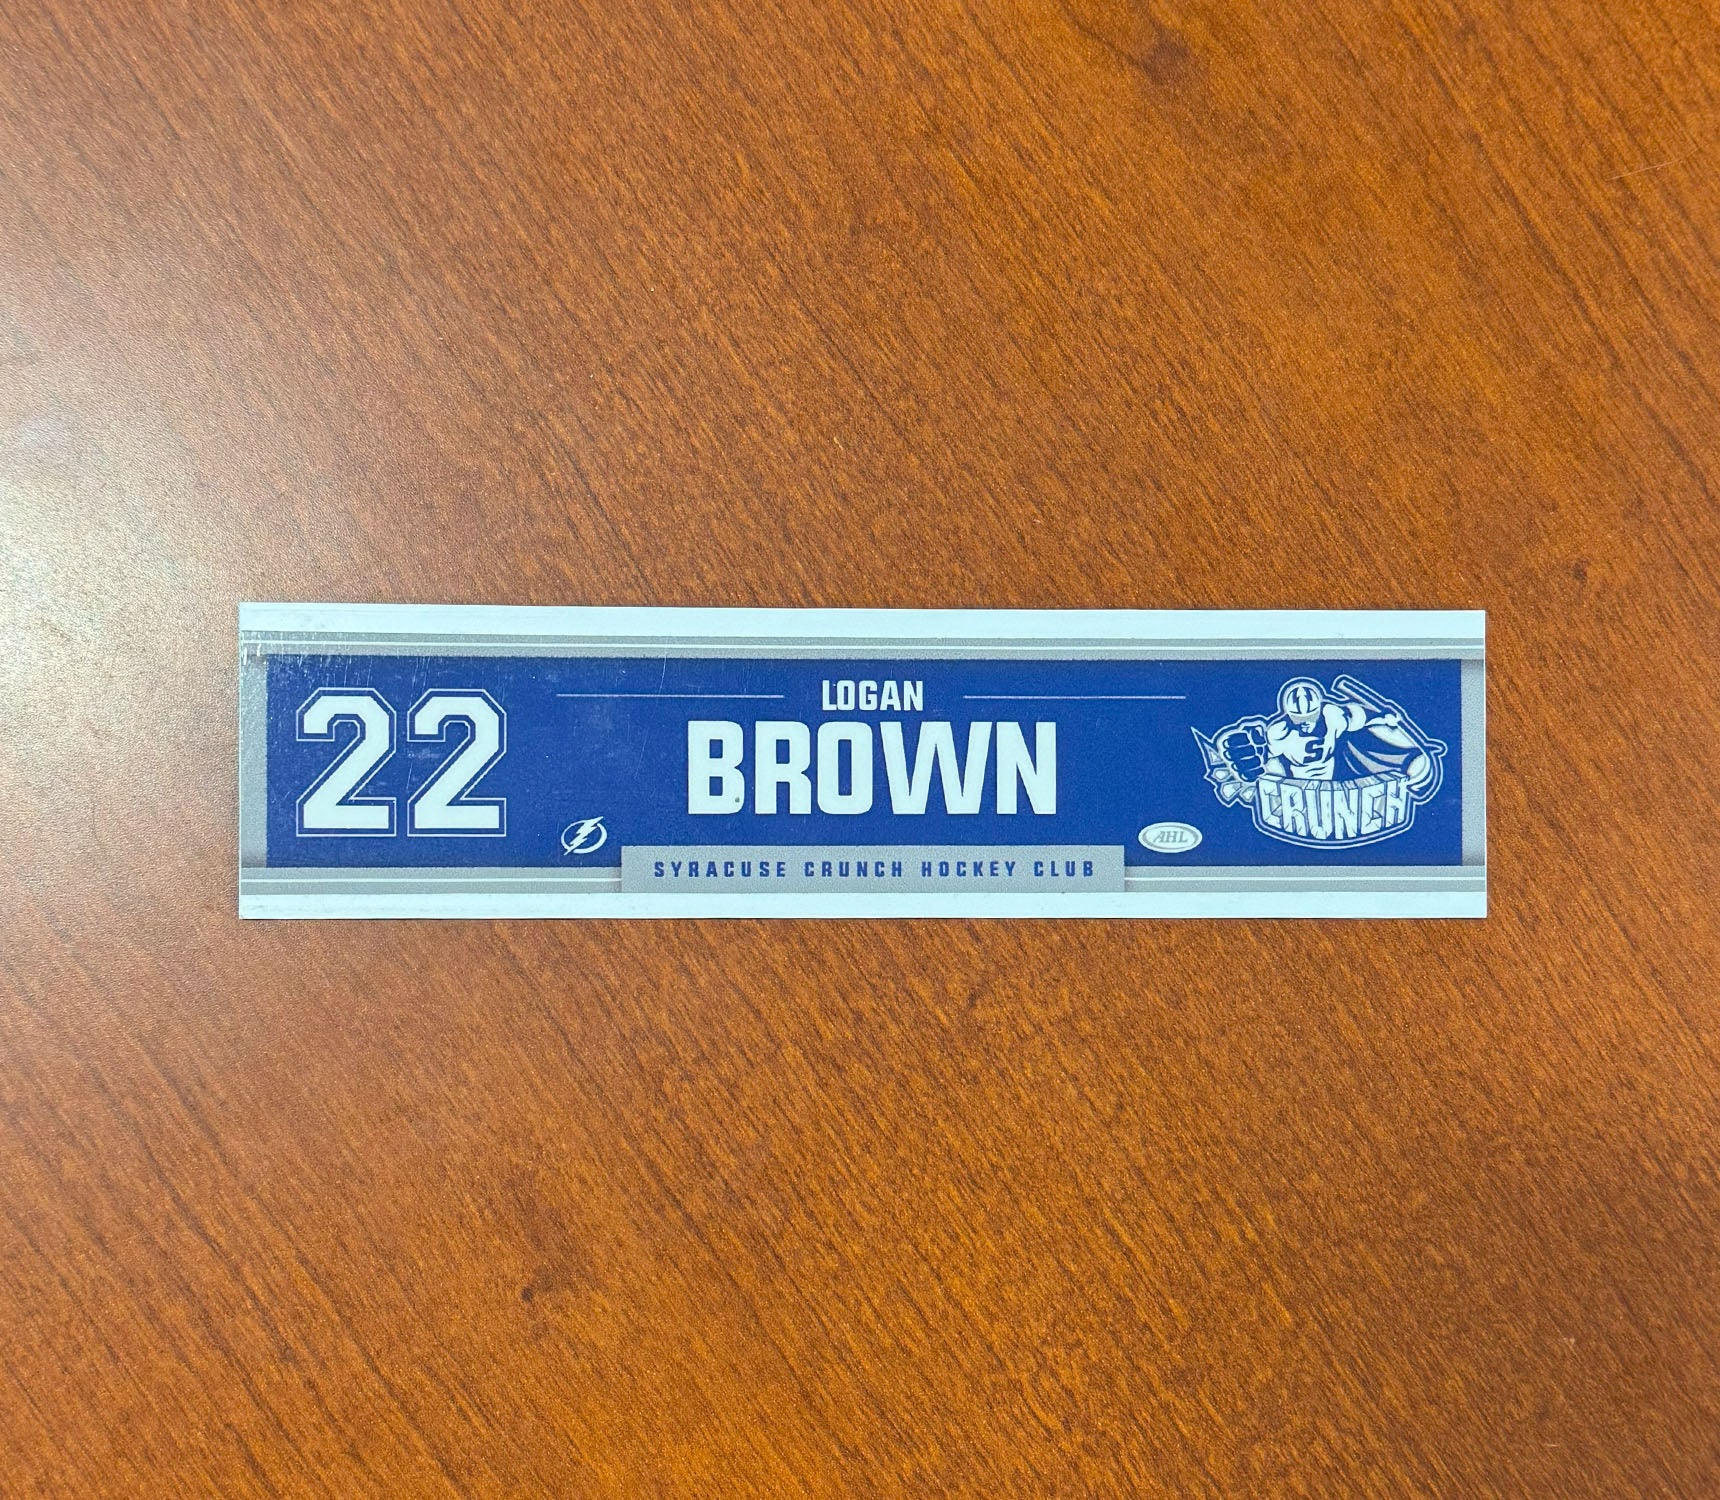 22
LOGAN
BROWN
AHL
CRUNCH
S
SYRACUSE CRUNCH HOCKEY CLUB